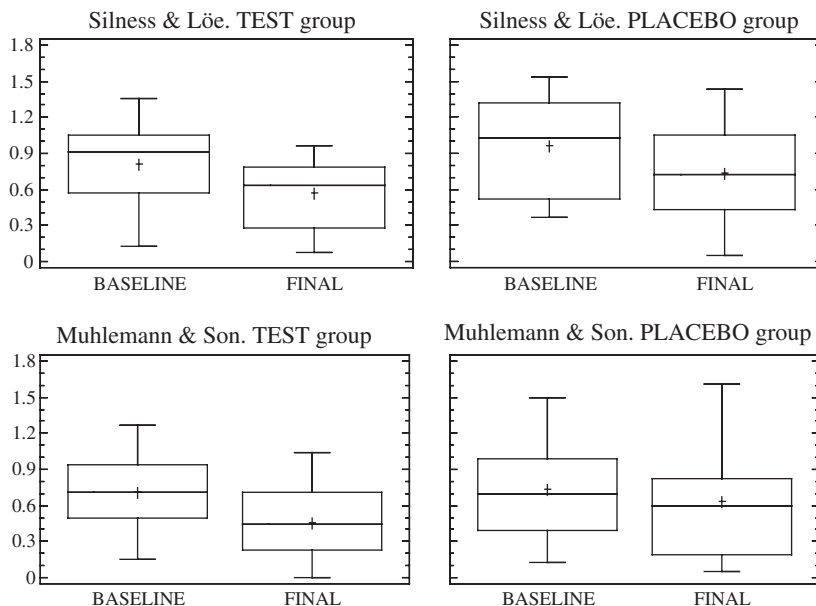 Silness & Löe. TEST group
Silness & Löe. PLACEBO group
1.8
1.5
1.2
0.9
0.6
0.3
0
BASELINE FINAL
BASELINE FINAL
Muhlemann & Son. TEST group
Muhlemann & Son. PLACEBO group
1.8
1.5
1.2
0.9
0.6
0.3
0
BASELINE FINAL
BASELINE FINAL